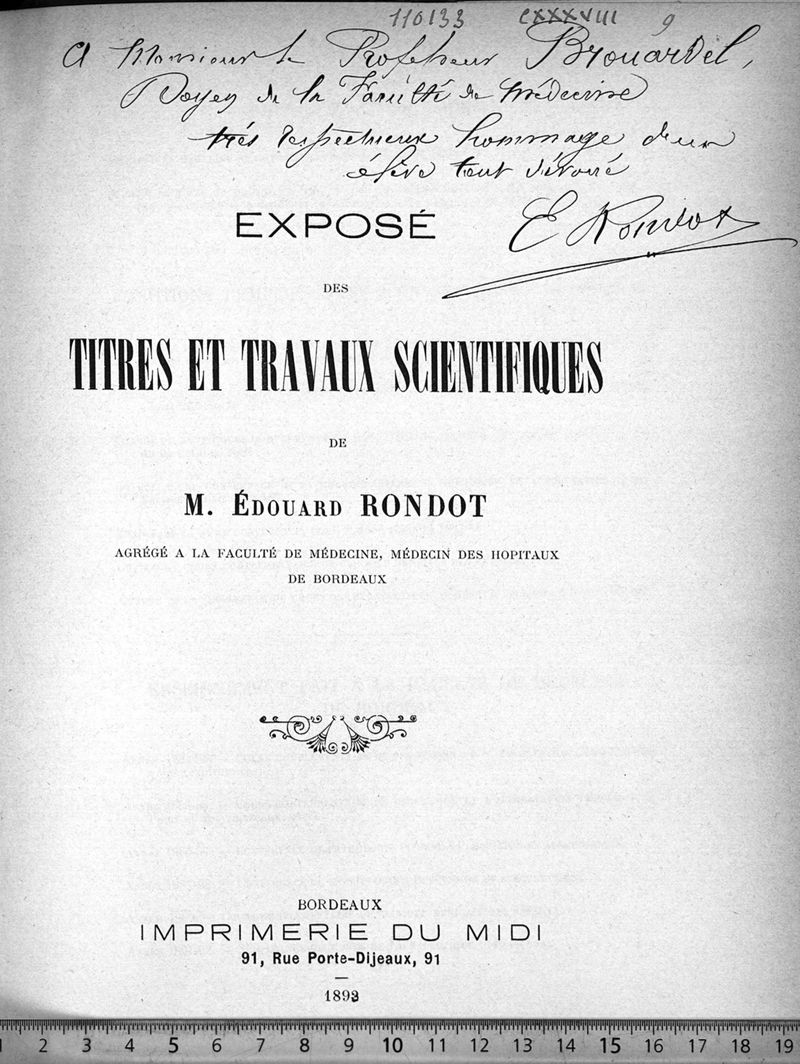 110133 CXXXVIII 9
A Monsieur le Professeur Brouardel,
Doyen de la Faculté de Médecine
très respectueux hommage d'un
élève tout dévoué
E Rondot
EXPOSÉ
DES
TITRES ET TRAVAUX SCIENTIFIQUES
DE
M. ÉDOUARD RONDOT
AGRÉGÉ A LA FACULTÉ DE MÉDECINE, MÉDECIN DES HOPITAUX
DE BORDEAUX
BORDEAUX
IMPRIMERIE DU MIDI
91, Rue Porte-Dijeaux, 91
1893
1 2 3 4 5 6 7 8 9 10 11 12 13 14 15 16 17 18 19